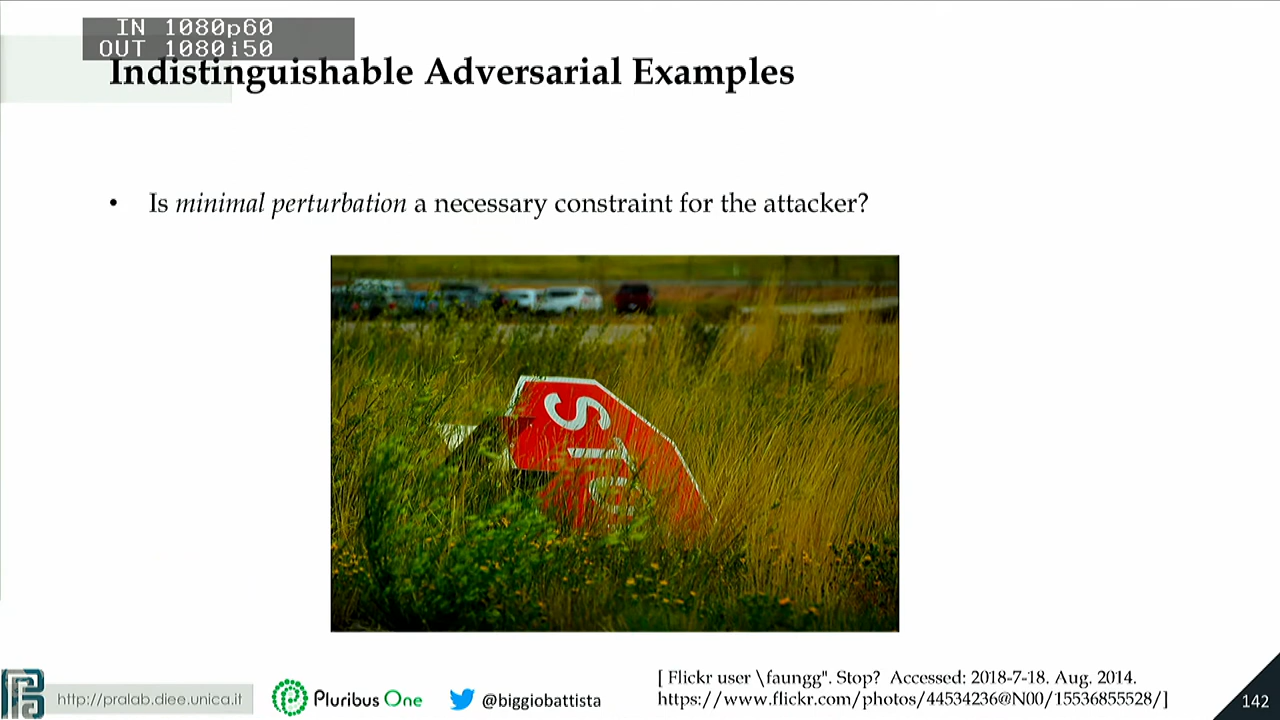 IN 1080p60
OUT 1080i50
Indistinguishable Adversarial Examples
• Is minimal perturbation a necessary constraint for the attacker?
STO
http://pralab.diee.unica.it
Pluribus One
@biggiobattista
[ Flickr user \faungg". Stop? Accessed: 2018-7-18. Aug. 2014.
https://www.flickr.com/photos/44534236@N00/15536855528/]
142